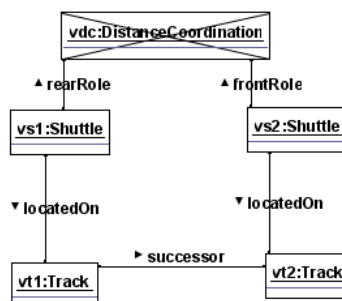 vdc:DistanceCoordination
▲ rearRole
▲ frontRole
vs1:Shuttle
vs2:Shuttle
▼ locatedOn
▼ locatedOn
► successor
vt1:Track
vt2:Track